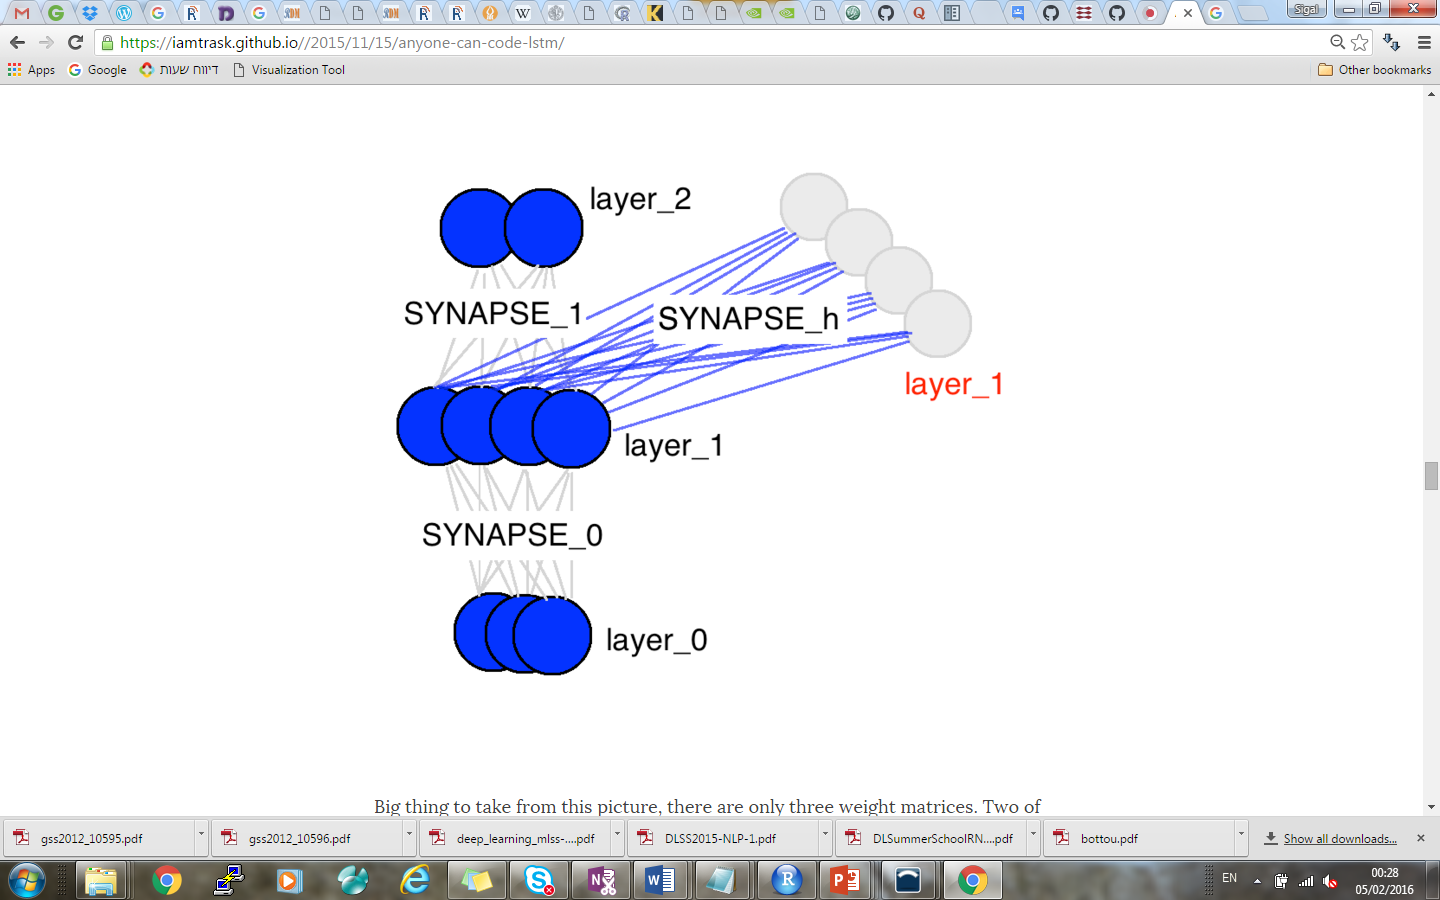 Sigal
https://iamtrask.github.io//2015/11/15/anyone-can-code-lstm/
Apps
Google
דיווח שעות
Visualization Tool
Other bookmarks
layer_2
SYNAPSE_1
SYNAPSE_h
layer_1
layer_1
SYNAPSE_0
layer_0
Big thing to take from this picture, there are only three weight matrices. Two of
gss2012_10595.pdf
gss2012_10596.pdf
deep_learning_mlss-....pdf
DLSS2015-NLP-1.pdf
DLSummerSchoolRN....pdf
bottou.pdf
Show all downloads...
EN
00:28
05/02/2016